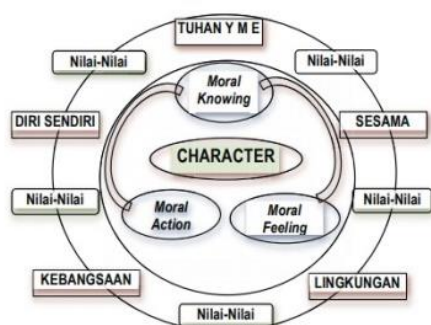 TUHAN Y M E
Nilai-Nilai
Nilai-Nilai
Moral
Knowing
DIRI SENDIRI
SESAMA
CHARACTER
Nilai-Nilai
Moral
Action
Moral
Feeling
Nilai-Nilai
KEBANGSAAN
LINGKUNGAN
Nilai-Nilai